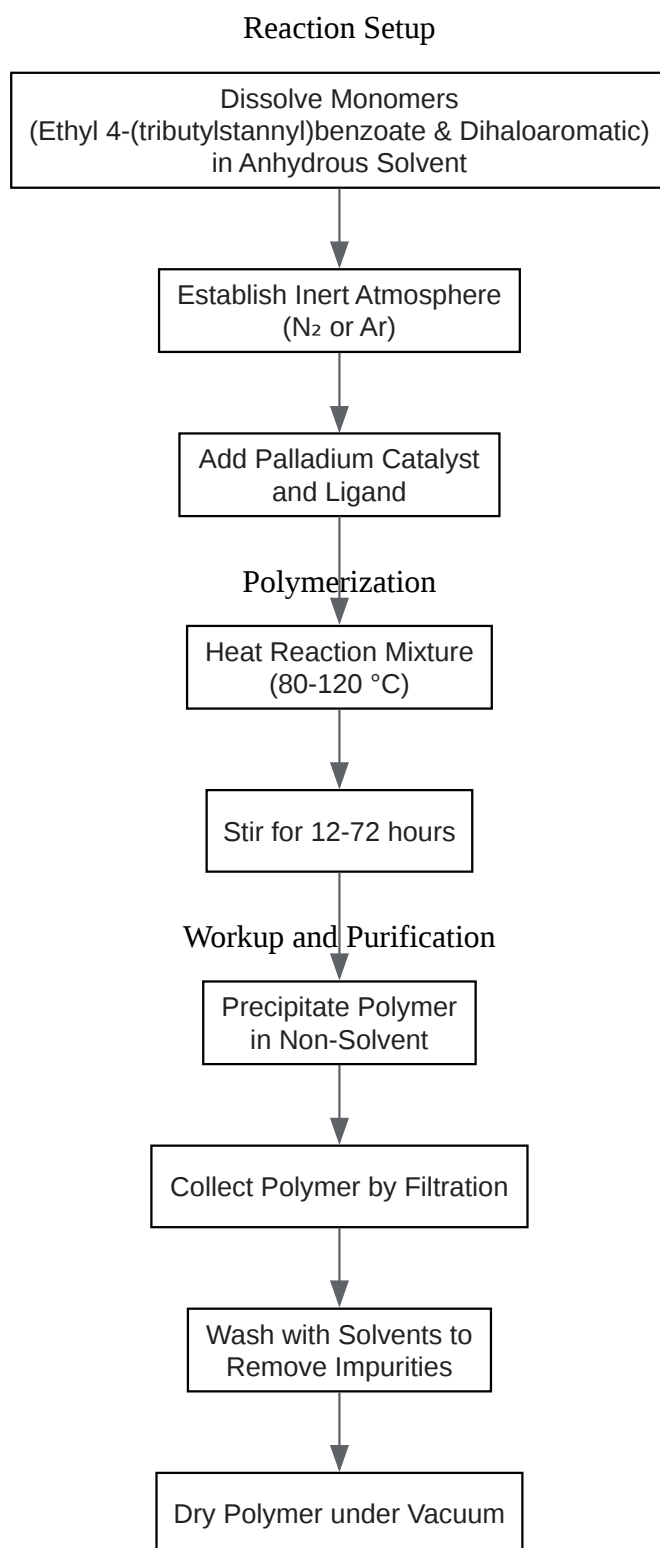 Reaction Setup
Dissolve Monomers
(Ethyl 4-(tributylstannyl)benzoate & Dihaloaromatic)
in Anhydrous Solvent
Establish Inert Atmosphere
(N₂ or Ar)
Add Palladium Catalyst
and Ligand
Polymerization
Heat Reaction Mixture
(80-120 °C)
Stir for 12-72 hours
Workup and Purification
Precipitate Polymer
in Non-Solvent
Collect Polymer by Filtration
Wash with Solvents to
Remove Impurities
Dry Polymer under Vacuum